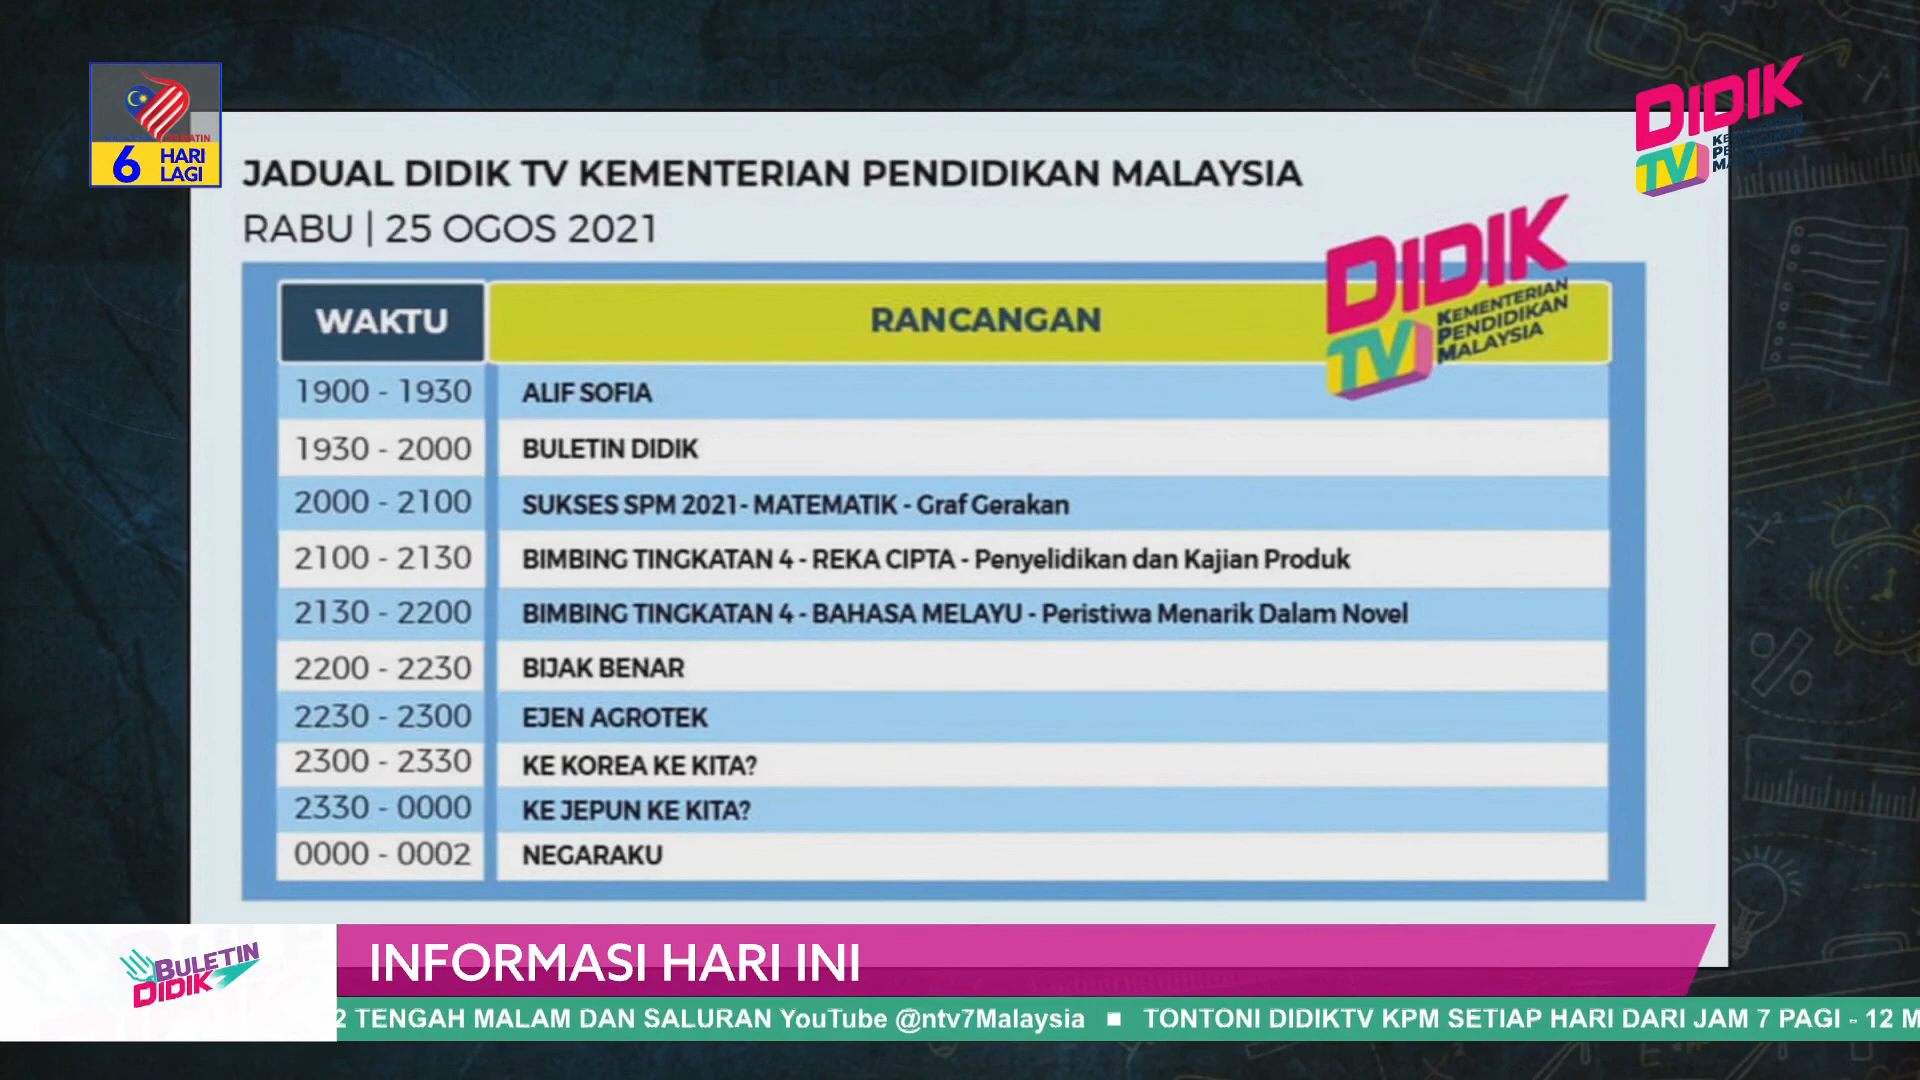 6 HARI LAGI
DIDIK
TV
JADUAL DIDIK TV KEMENTERIAN PENDIDIKAN MALAYSIA
RABU | 25 OGOS 2021
DIDIK
TV KEMENTERIAN PENDIDIKAN MALAYSIA
WAKTU RANCANGAN
1900 - 1930 ALIF SOFIA
1930 - 2000 BULETIN DIDIK
2000 - 2100 SUKSES SPM 2021- MATEMATIK - Graf Gerakan
2100 - 2130 BIMBING TINGKATAN 4 - REKA CIPTA - Penyelidikan dan Kajian Produk
2130 - 2200 BIMBING TINGKATAN 4 - BAHASA MELAYU - Peristiwa Menarik Dalam Novel
2200 - 2230 BIJAK BENAR
2230 - 2300 EJEN AGROTEK
2300 - 2330 KE KOREA KE KITA?
2330 - 0000 KE JEPUN KE KITA?
0000 - 0002 NEGARAKU
BULETIN
DIDIK
INFORMASI HARI INI
2 TENGAH MALAM DAN SALURAN YouTube @ntv7Malaysia ■ TONTONI DIDIKTV KPM SETIAP HARI DARI JAM 7 PAGI - 12 M